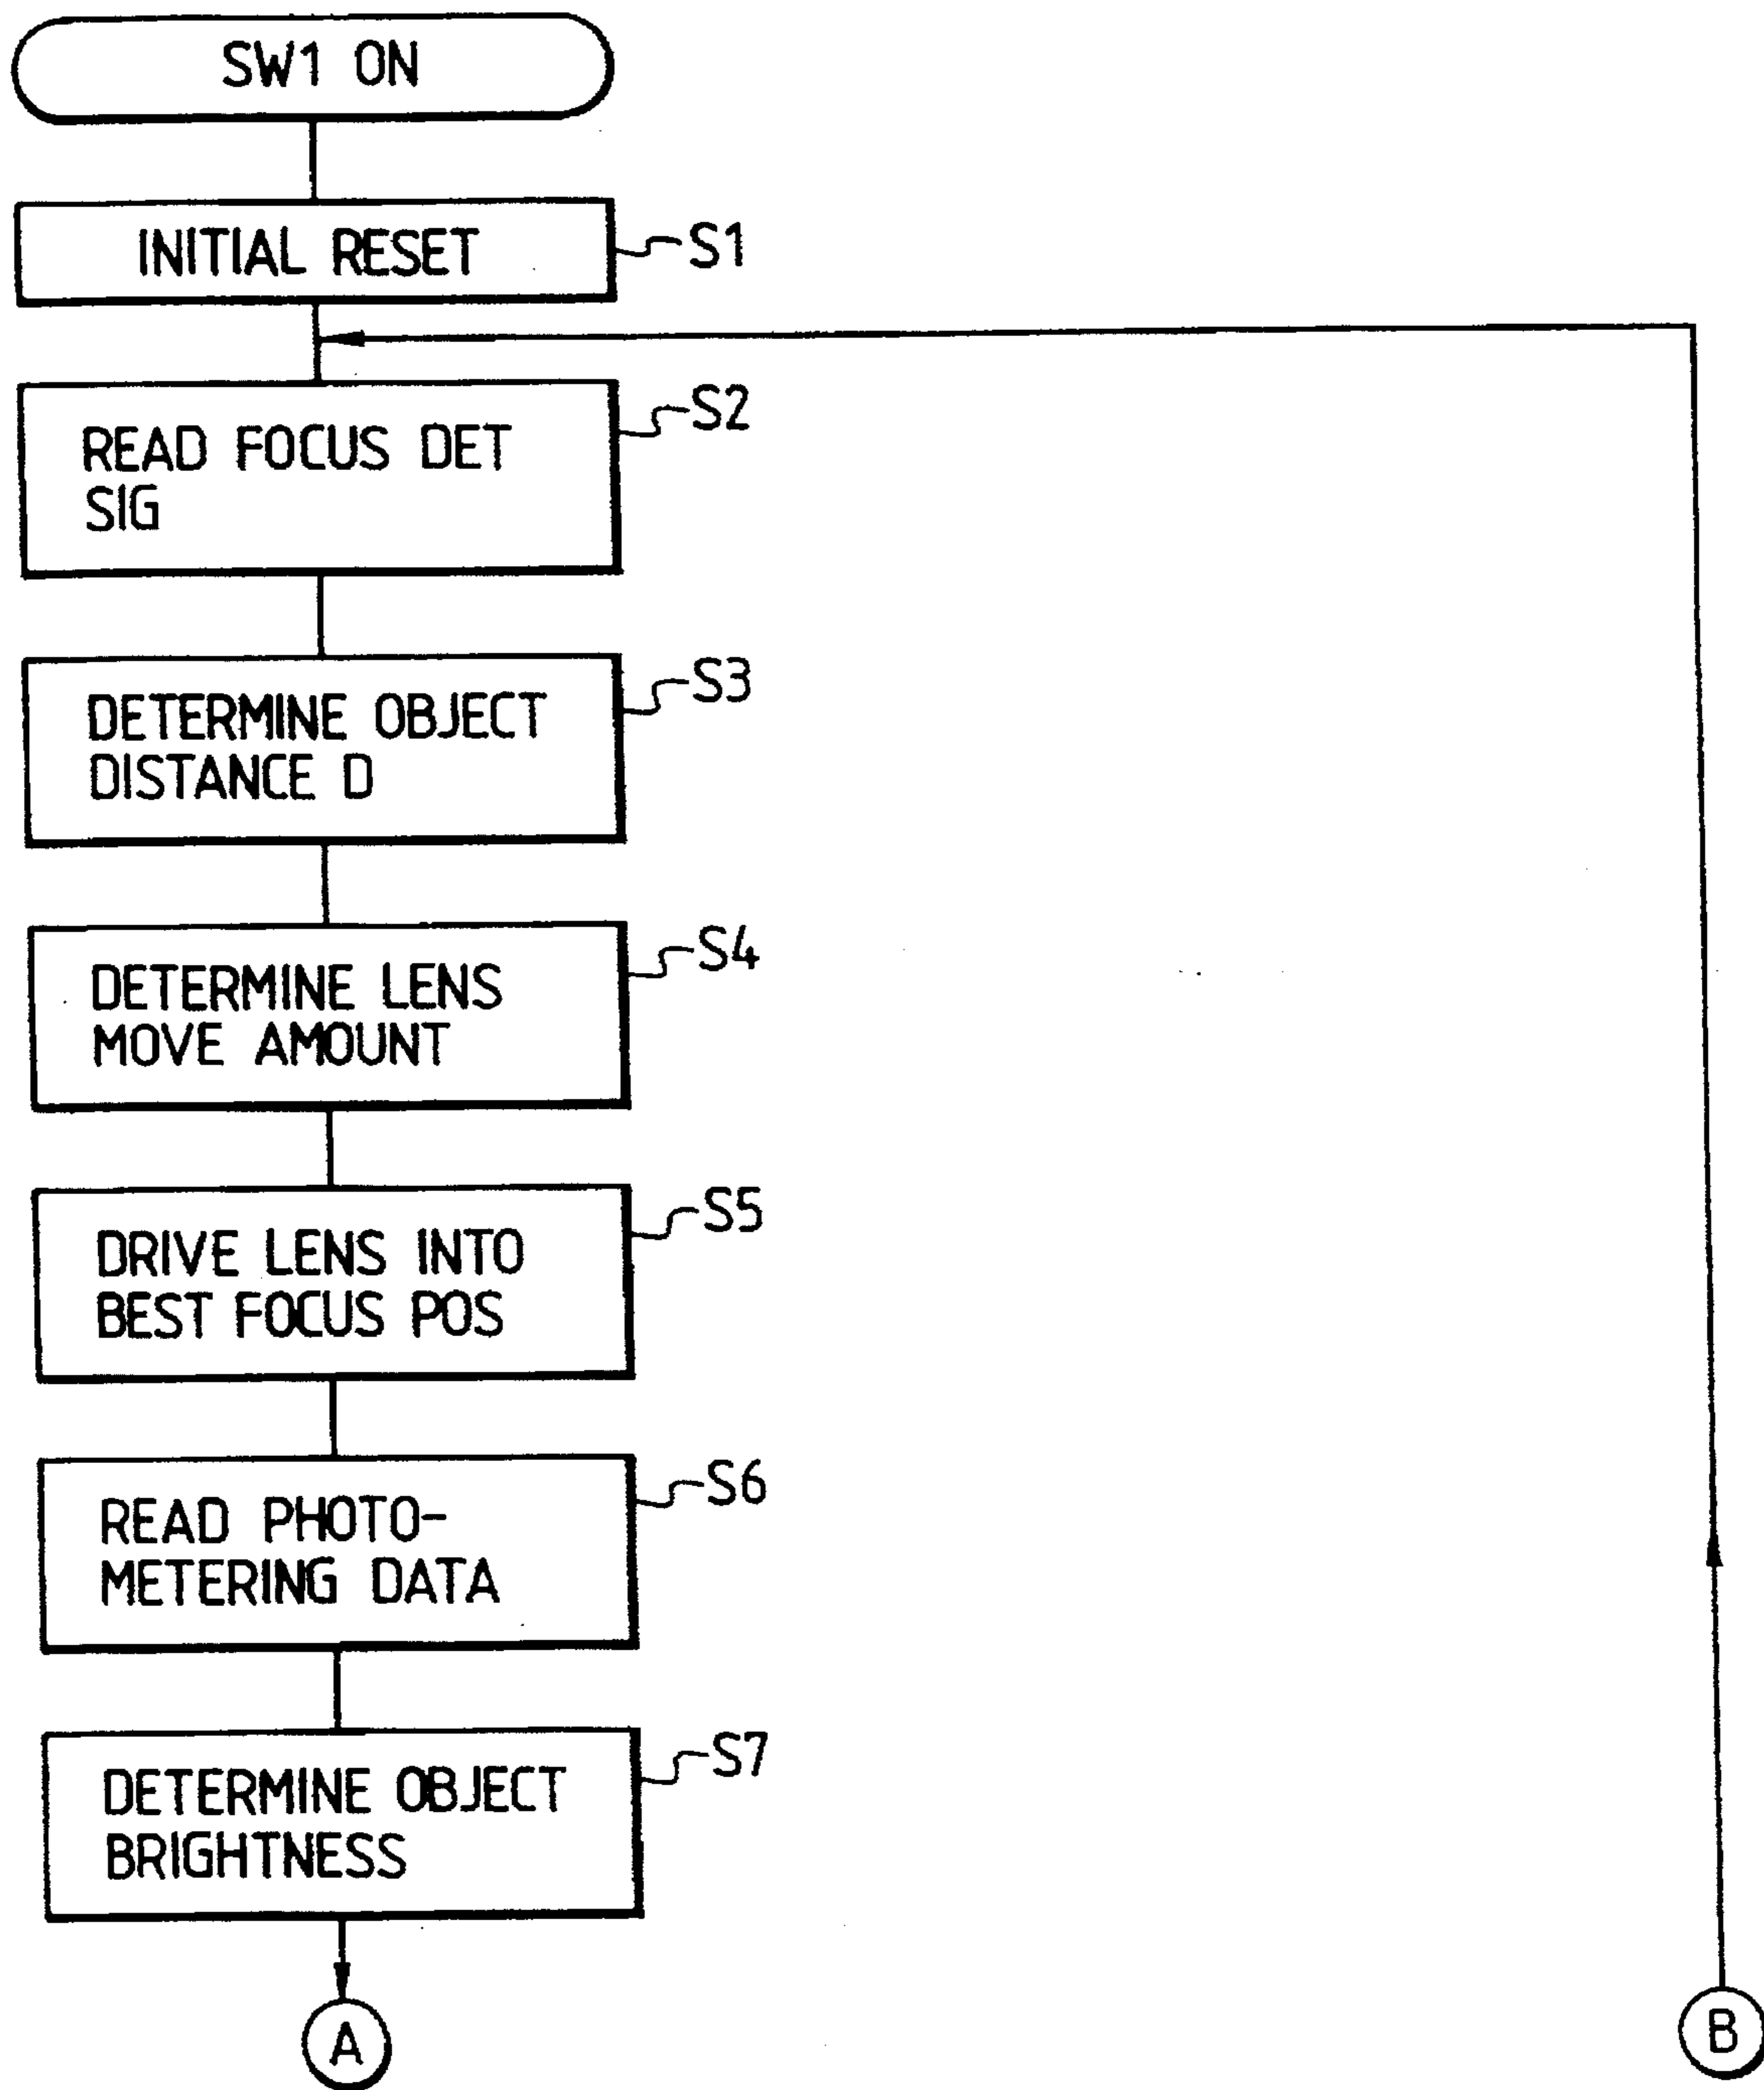 SW1 ON
INITIAL RESET
S1
READ FOCUS DET
SIG
S2
DETERMINE OBJECT
DISTANCE D
S3
DETERMINE LENS
MOVE AMOUNT
S4
DRIVE LENS INTO
BEST FOCUS POS
S5
READ PHOTO-
METERING DATA
S6
DETERMINE OBJECT
BRIGHTNESS
S7
A
B